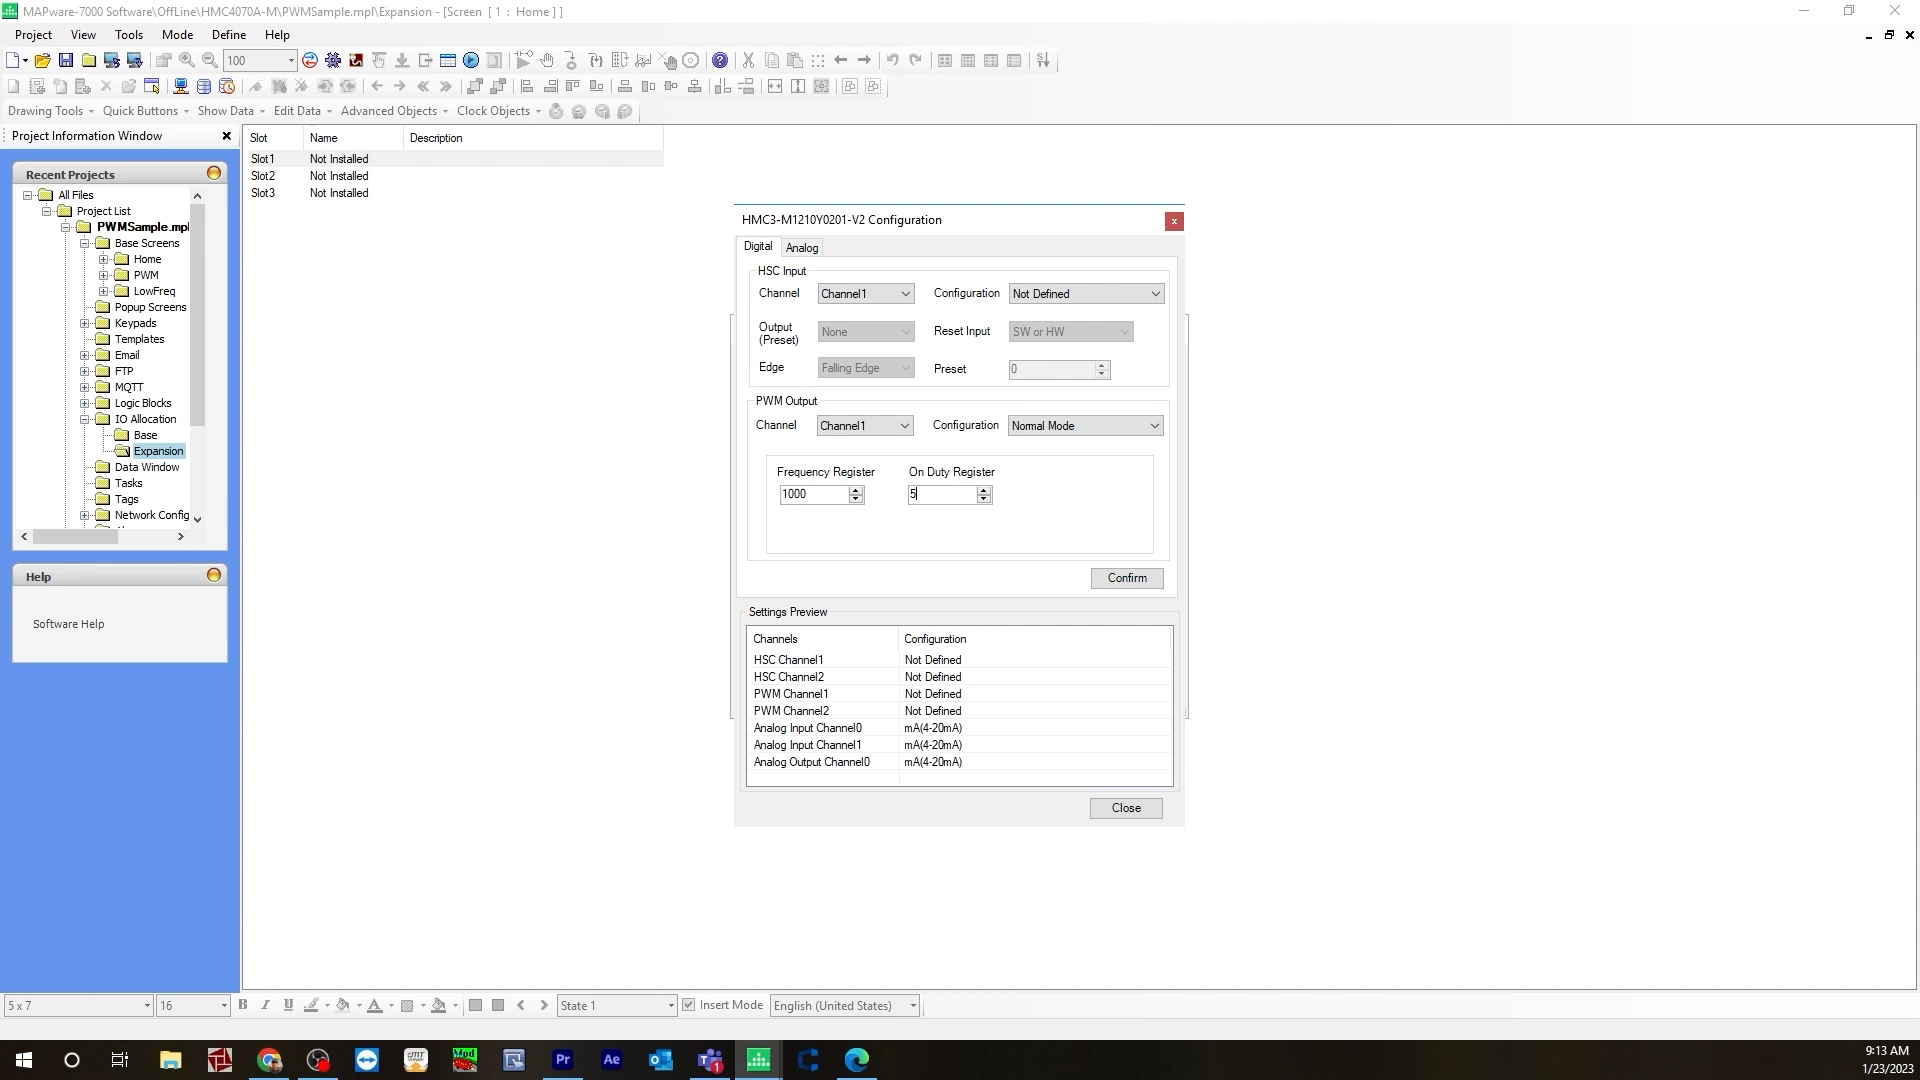 MAPware-7000 Software\OffLine\HMC4070A-M\PWMSample.mpl\Expansion - [Screen [ 1 : Home ] ]
Project View Tools Mode Define Help
100
Drawing Tools Quick Buttons Show Data Edit Data Advanced Objects Clock Objects
Project Information Window
Recent Projects
All Files
Project List
PWMSample.mpl
Base Screens
Home
PWM
LowFreq
Popup Screens
Keypads
Templates
Email
FTP
MQTT
Logic Blocks
IO Allocation
Base
Expansion
Data Window
Tasks
Tags
Network Config
Help
Software Help
Slot Name Description
Slot1 Not Installed
Slot2 Not Installed
Slot3 Not Installed
HMC3-M1210Y0201-V2 Configuration
x
Digital Analog
HSC Input
Channel Channel1 Configuration Not Defined
Output (Preset) None Reset Input SW or HW
Edge Falling Edge Preset 0
PWM Output
Channel Channel1 Configuration Normal Mode
Frequency Register On Duty Register
1000 5
Confirm
Settings Preview
Channels Configuration
HSC Channel1 Not Defined
HSC Channel2 Not Defined
PWM Channel1 Not Defined
PWM Channel2 Not Defined
Analog Input Channel0 mA(4-20mA)
Analog Input Channel1 mA(4-20mA)
Analog Output Channel0 mA(4-20mA)
Close
5 x 7 16 B I U A State 1 Insert Mode English (United States)
Pr Ae
9:13 AM
1/23/2023